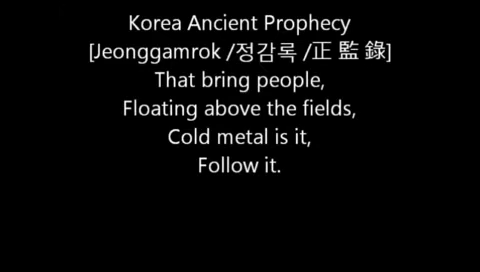 Korea Ancient Prophecy
[Jeonggamrok /정감록 /正 監 錄]
That bring people,
Floating above the fields,
Cold metal is it,
Follow it.